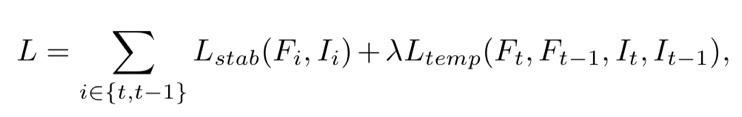 L = \sum_{i \in \{t,t-1\}} L_{stab}(F_i, I_i) + \lambda L_{temp}(F_t, F_{t-1}, I_t, I_{t-1}),